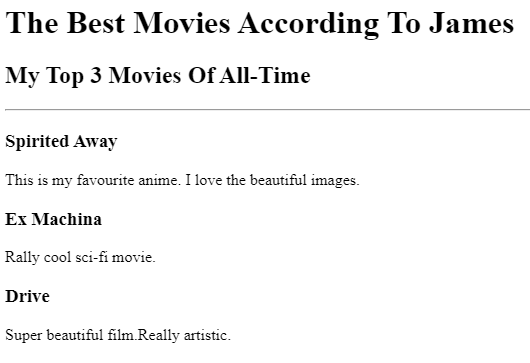 The Best Movies According To James
My Top 3 Movies Of All-Time
Spirited Away
This is my favourite anime. I love the beautiful images.
Ex Machina
Rally cool sci-fi movie.
Drive
Super beautiful film.Really artistic.